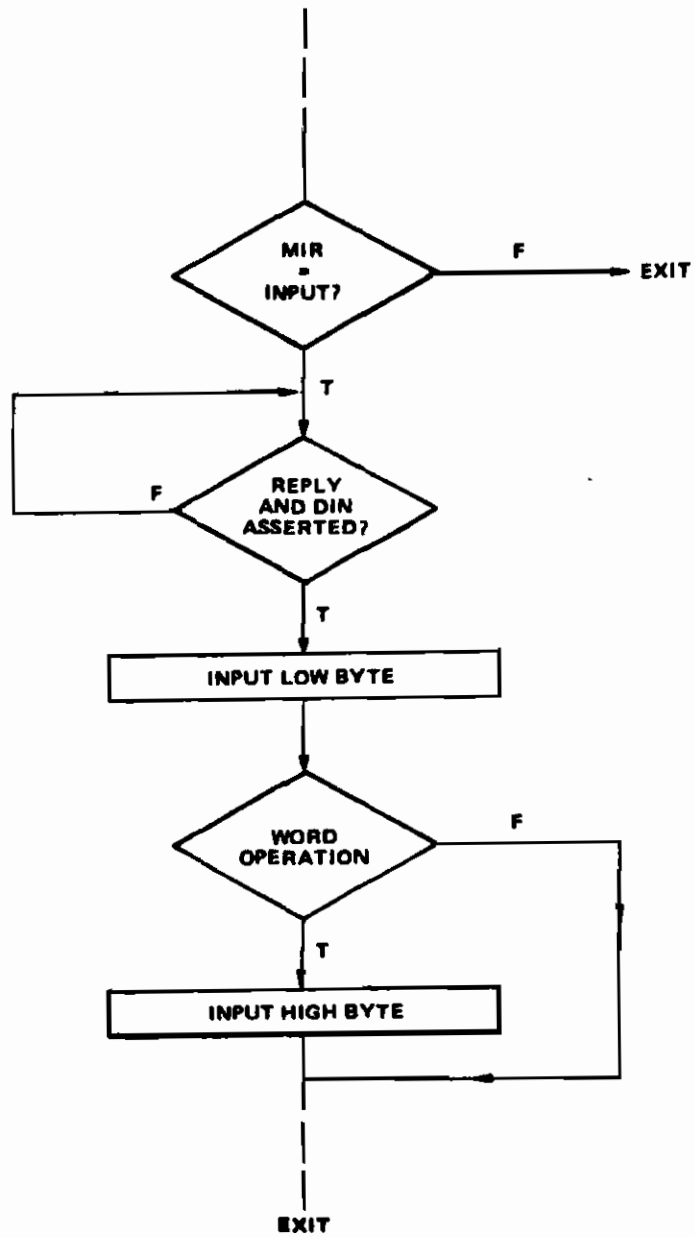 MIR
=
INPUT?
F
EXIT
T
F
REPLY
AND DIN
ASSERTED?
T
INPUT LOW BYTE
F
WORD
OPERATION
T
INPUT HIGH BYTE
EXIT